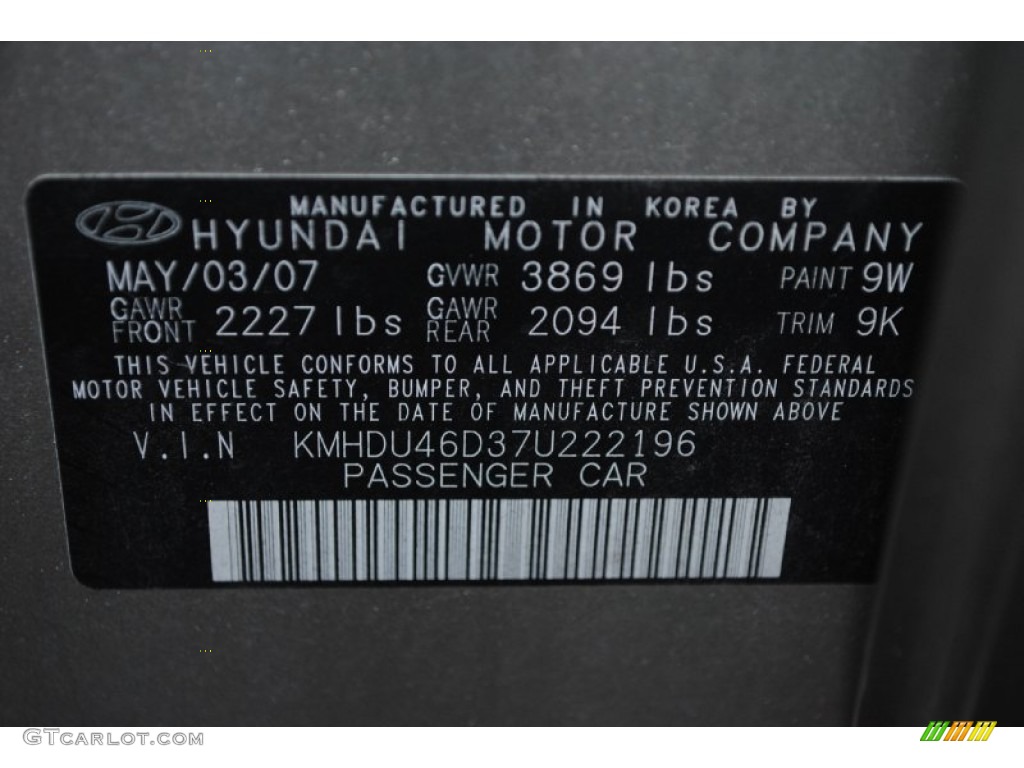 MANUFACTURED IN KOREA BY
HYUNDAI MOTOR COMPANY
MAY/03/07 GVWR 3869 lbs PAINT 9W
GAWR FRONT 2227 lbs GAWR REAR 2094 lbs TRIM 9K
THIS VEHICLE CONFORMS TO ALL APPLICABLE U.S.A. FEDERAL
MOTOR VEHICLE SAFETY, BUMPER, AND THEFT PREVENTION STANDARDS
IN EFFECT ON THE DATE OF MANUFACTURE SHOWN ABOVE
V.I.N KMHDU46D37U222196
PASSENGER CAR
GTCARLOT.COM